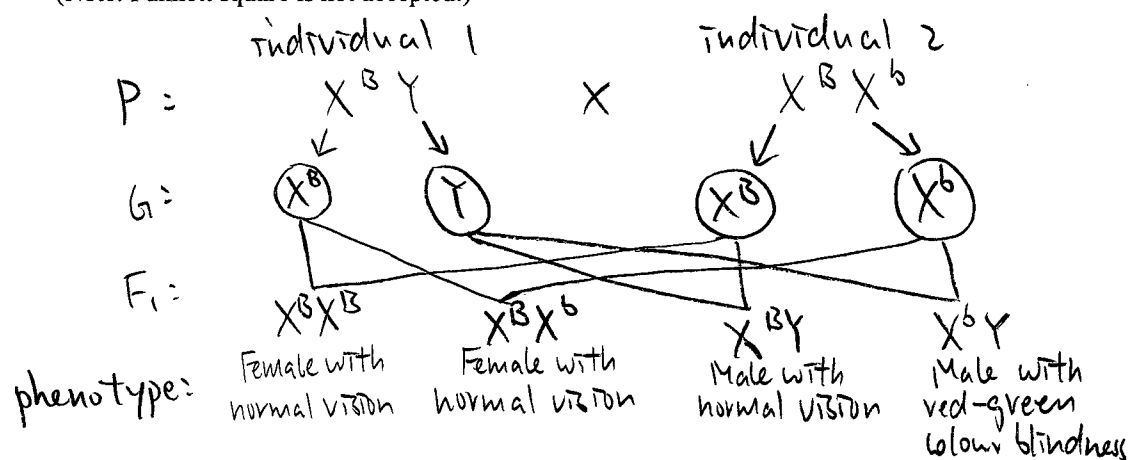 (Note: Punnett square is not accepted.)
individual 1 individual 2
P: X^B Y X X^B X^b
G: X^B Y X^B X^b
F₁: X^B X^B X^B X^b X^B Y X^b Y
phenotype: Female with normal vision Female with normal vision Male with normal vision Male with red-green colour blindness